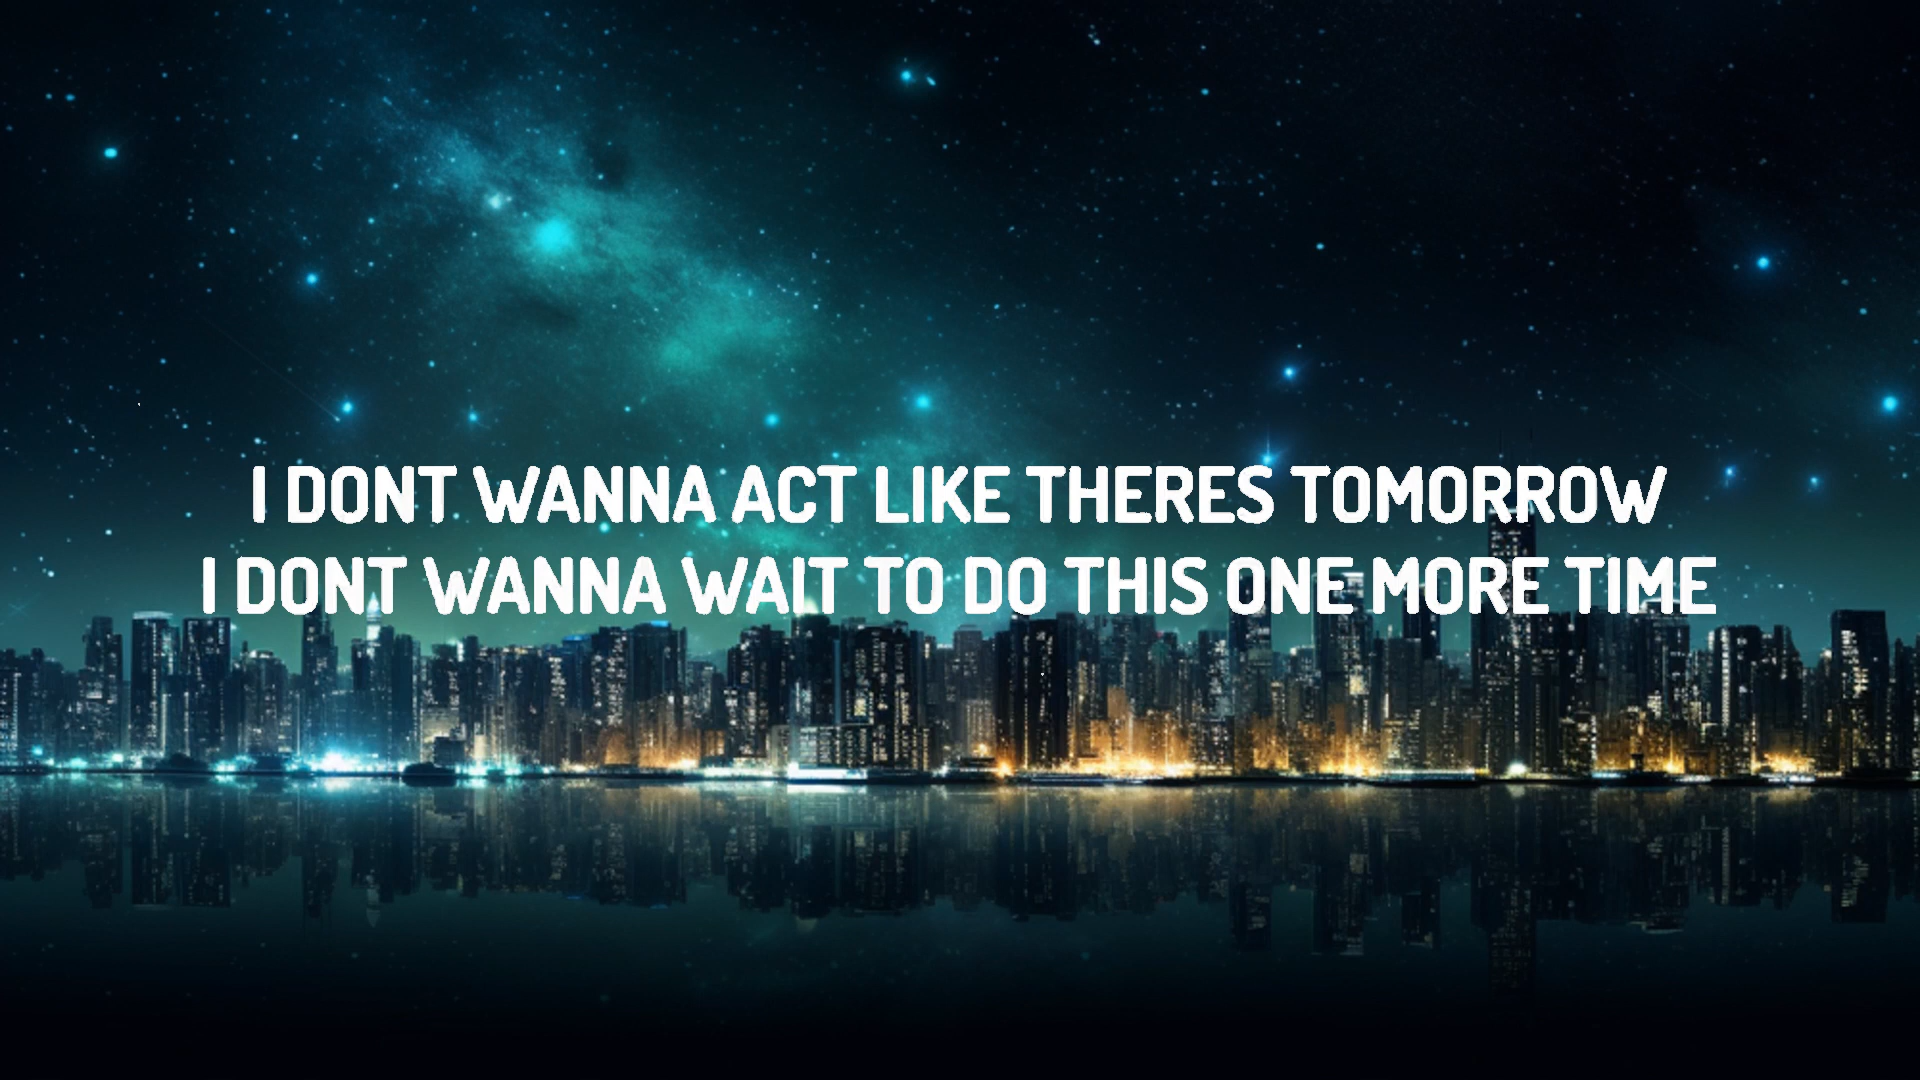 I DONT WANNA ACT LIKE THERES TOMORROW
I DONT WANNA WAIT TO DO THIS ONE MORE TIME